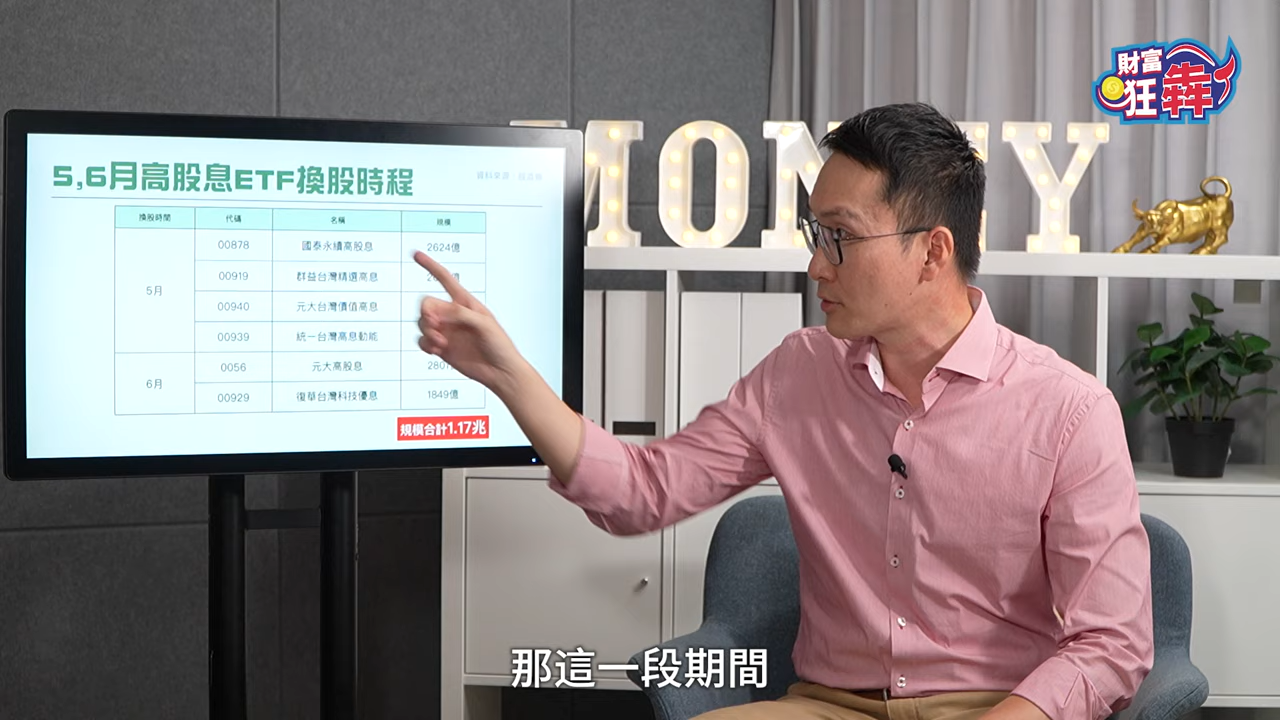 財富
狂犇
MONEY
5,6月高股息ETF換股時程
資料來源：
換股時間 代碼 名稱 規模
5月
00878 國泰永續高股息 2624億
00919 群益台灣精選高息
00940 元大台灣價值高息
00939 統一台灣高息動能
6月
0056 元大高股息 2807
00929 復華台灣科技優息 1849億
規模合計1.17兆
那這一段期間